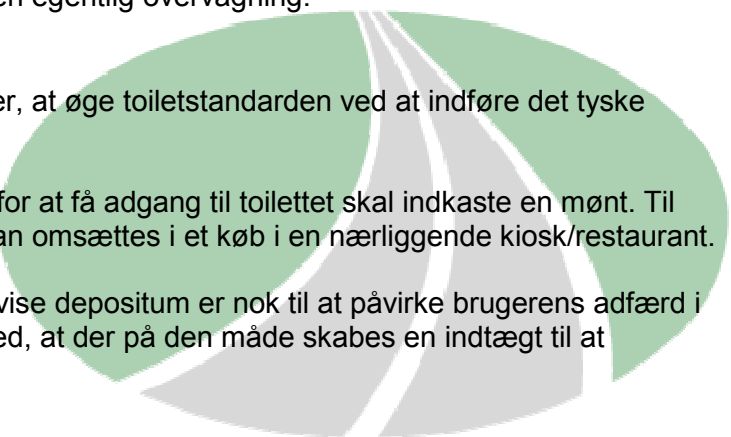 en egentlig overvågning.
er, at øge toiletstandarden ved at indføre det tyske
for at få adgang til toilettet skal indkaste en mønt. Til
an omsættes i et køb i en nærliggende kiosk/restaurant.
vise depositum er nok til at påvirke brugerens adfærd i
ed, at der på den måde skabes en indtægt til at